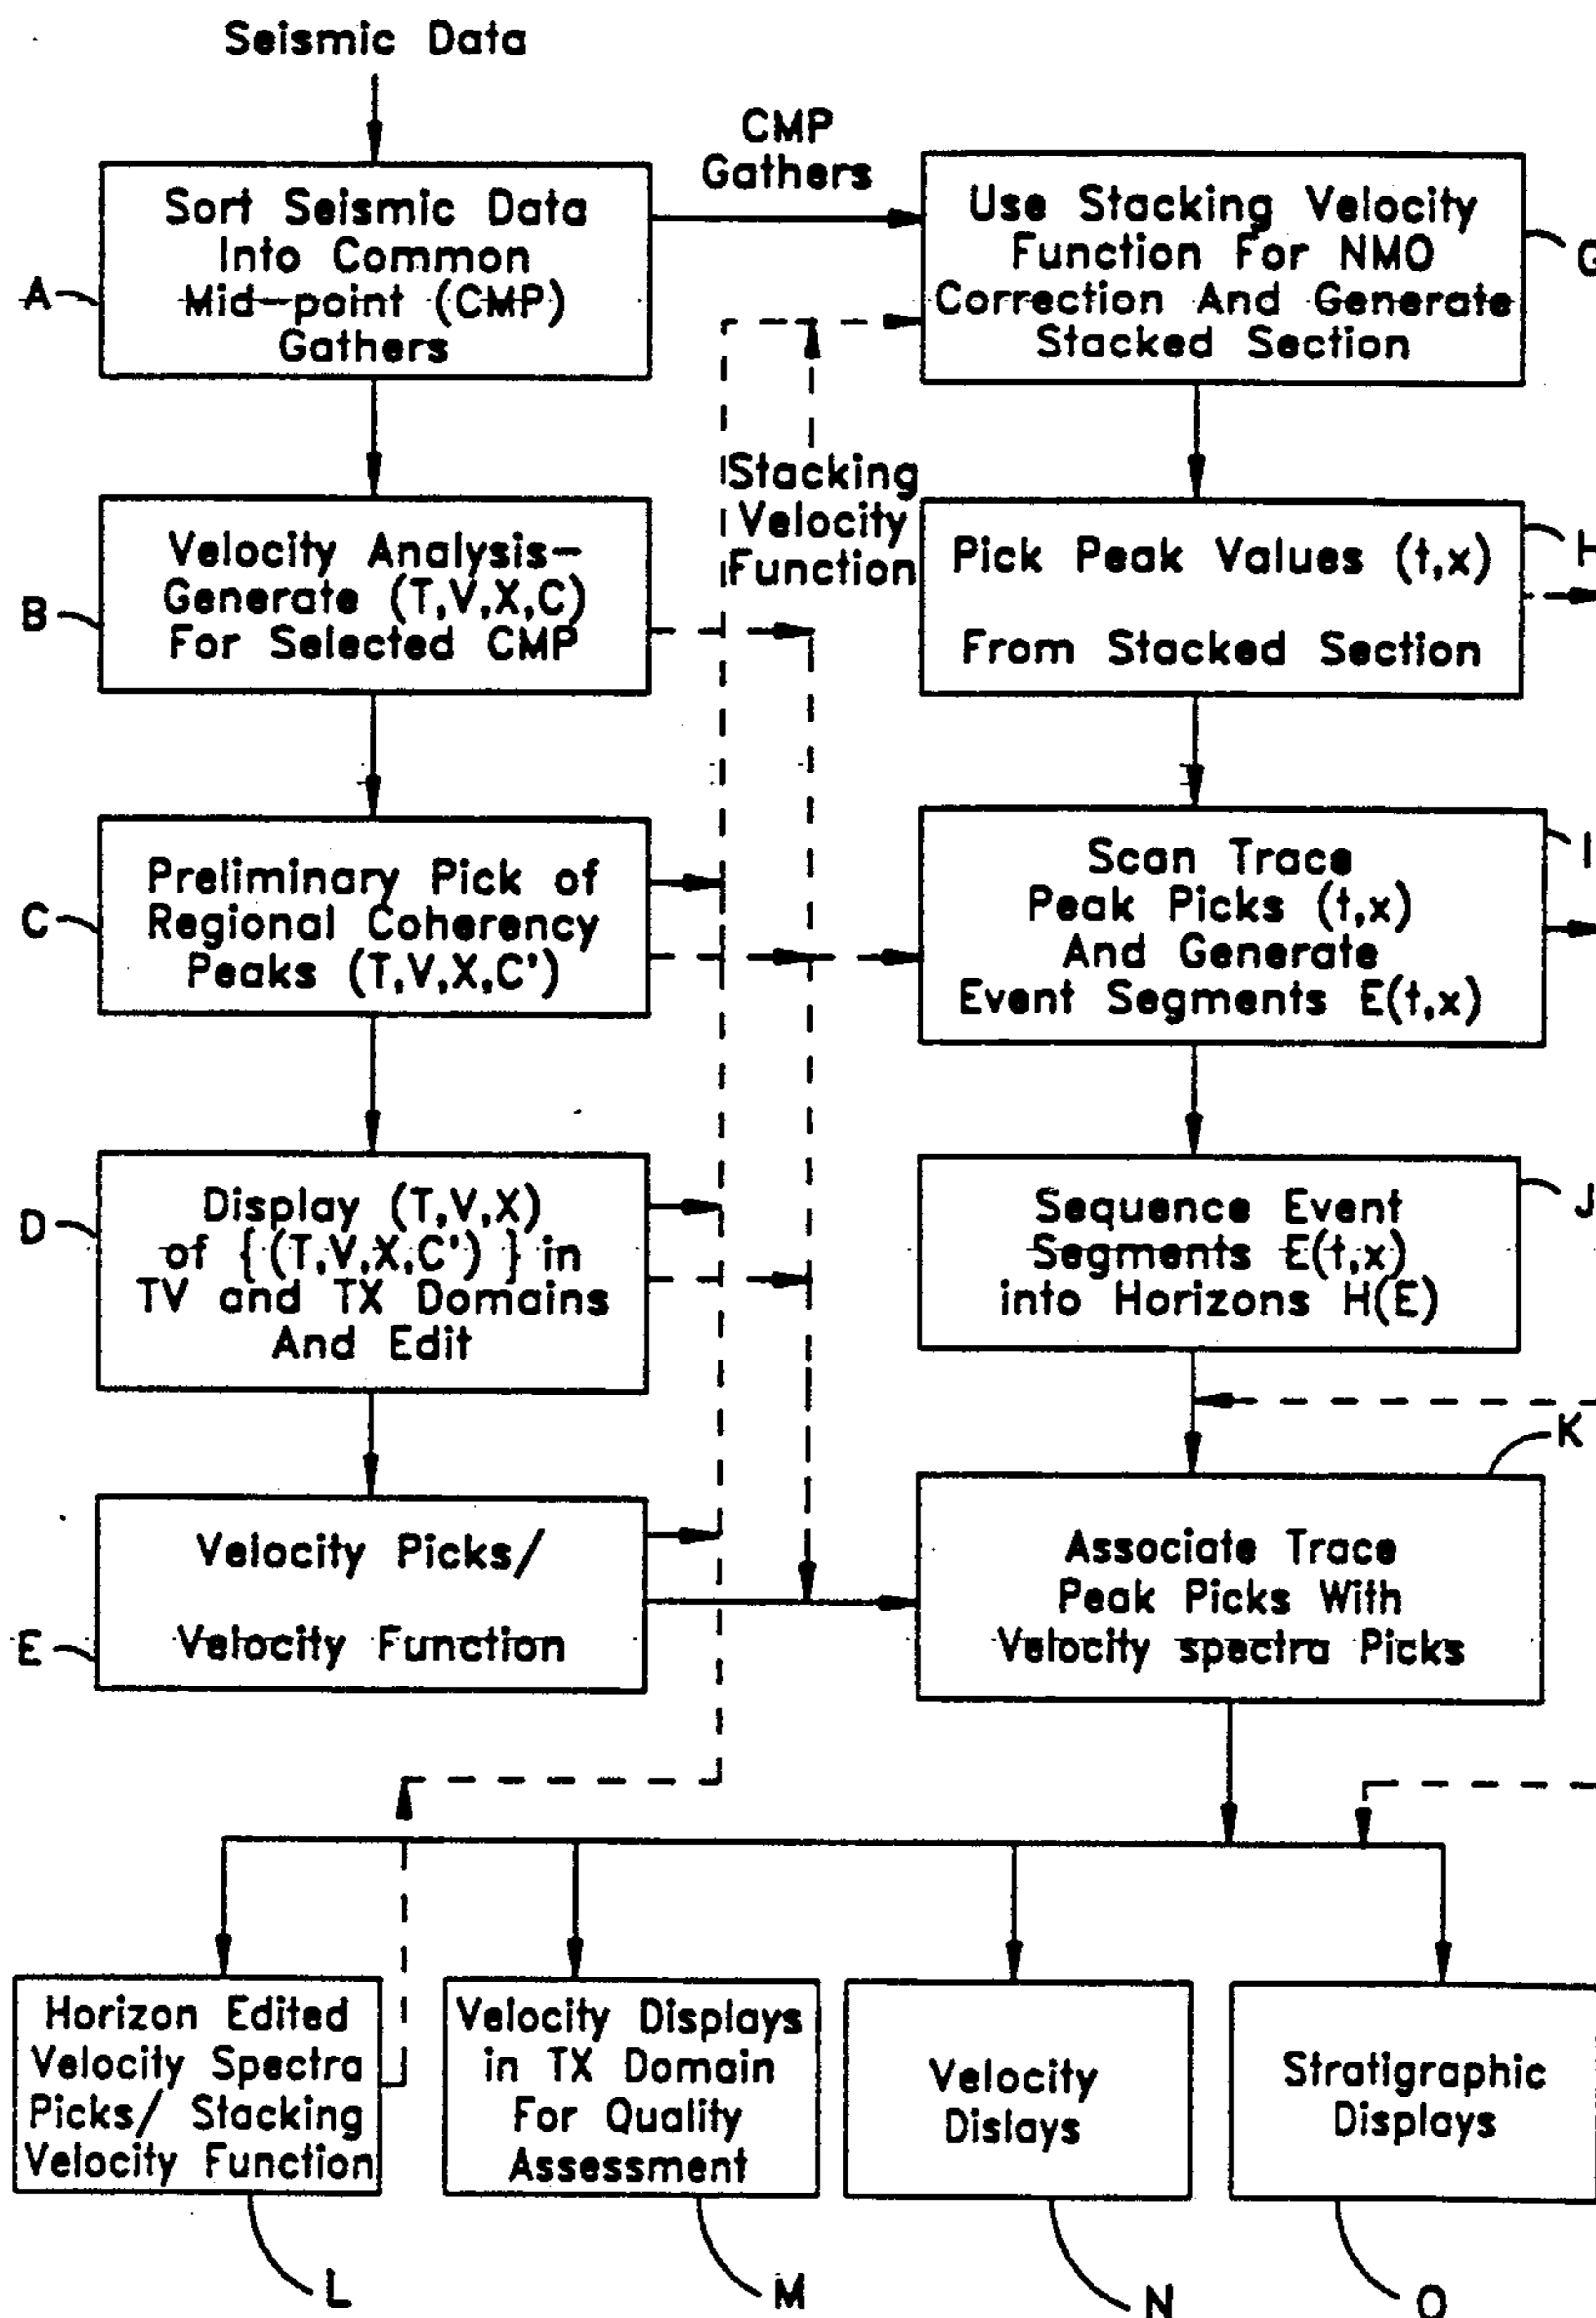 Seismic Data
CMP
Gathers
A
Sort Seismic Data
Into Common
Mid-point (CMP)
Gathers
Use Stacking Velocity
Function For NMO
Correction And Generate
Stacked Section
G
Stacking
Velocity
Function
B
Velocity Analysis-
Generate (T,V,X,C)
For Selected CMP
Pick Peak Values (t,x)
From Stacked Section
H
C
Preliminary Pick of
Regional Coherency
Peaks (T,V,X,C')
Scan Trace
Peak Picks (t,x)
And Generate
Event Segments E(t,x)
I
D
Display (T,V,X)
of {(T,V,X,C') } in
TV and TX Domains
And Edit
Sequence Event
Segments E(t,x)
into Horizons H(E)
J
E
Velocity Picks/
Velocity Function
Associate Trace
Peak Picks With
Velocity spectra Picks
K
Horizon Edited
Velocity Spectra
Picks/ Stacking
Velocity Function
Velocity Displays
in TX Domain
For Quality
Assessment
Velocity
Dislays
Stratigraphic
Displays
L
M
N
O